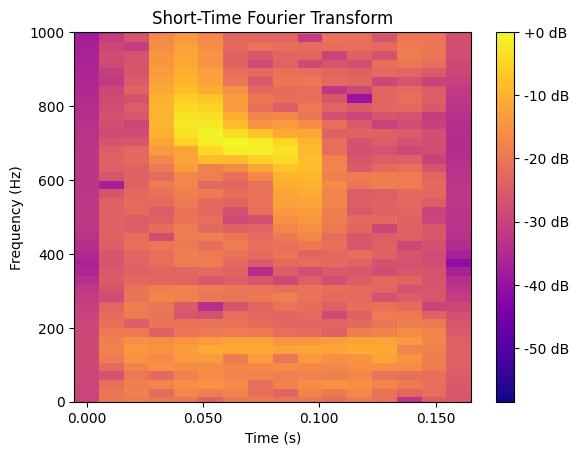 Short-Time Fourier Transform
1000
800
600
400
200
0
Frequency (Hz)
0.000
0.050
0.100
0.150
Time (s)
+0 dB
-10 dB
-20 dB
-30 dB
-40 dB
-50 dB